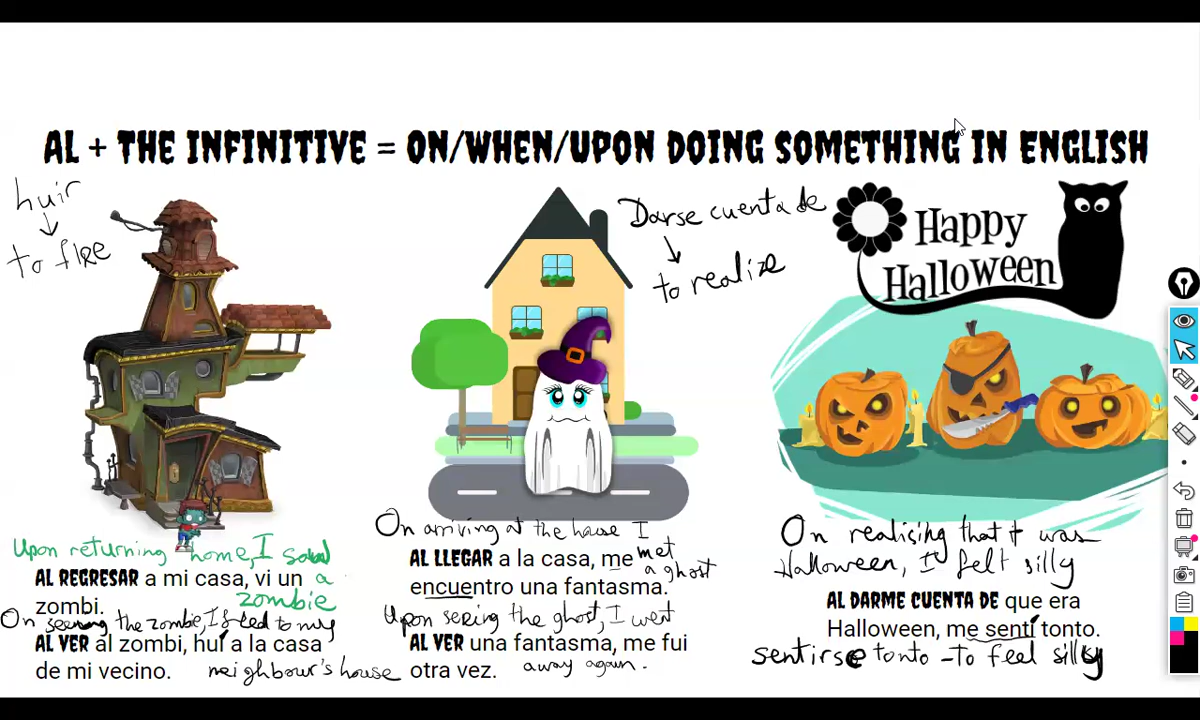 AL + THE INFINITIVE = ON/WHEN/UPON DOING SOMETHING IN ENGLISH
huir
to flee
Darse cuenta de
to realize
Happy
Halloween
Upon returning home, I saw
AL REGRESAR a mi casa, vi un a
zombi. zombie
On seeing the zombie, I fled to my
AL VER al zombi, huí a la casa
de mi vecino. neighbour's house
On arriving at the house I
AL LLEGAR a la casa, me met
encuentro una fantasma. a ghost
Upon seeing the ghost, I went
AL VER una fantasma, me fui
otra vez. away again.
On realising that it was
Halloween, I felt silly
AL DARME CUENTA DE que era
Halloween, me sentí tonto.
sentirse tonto - to feel silly